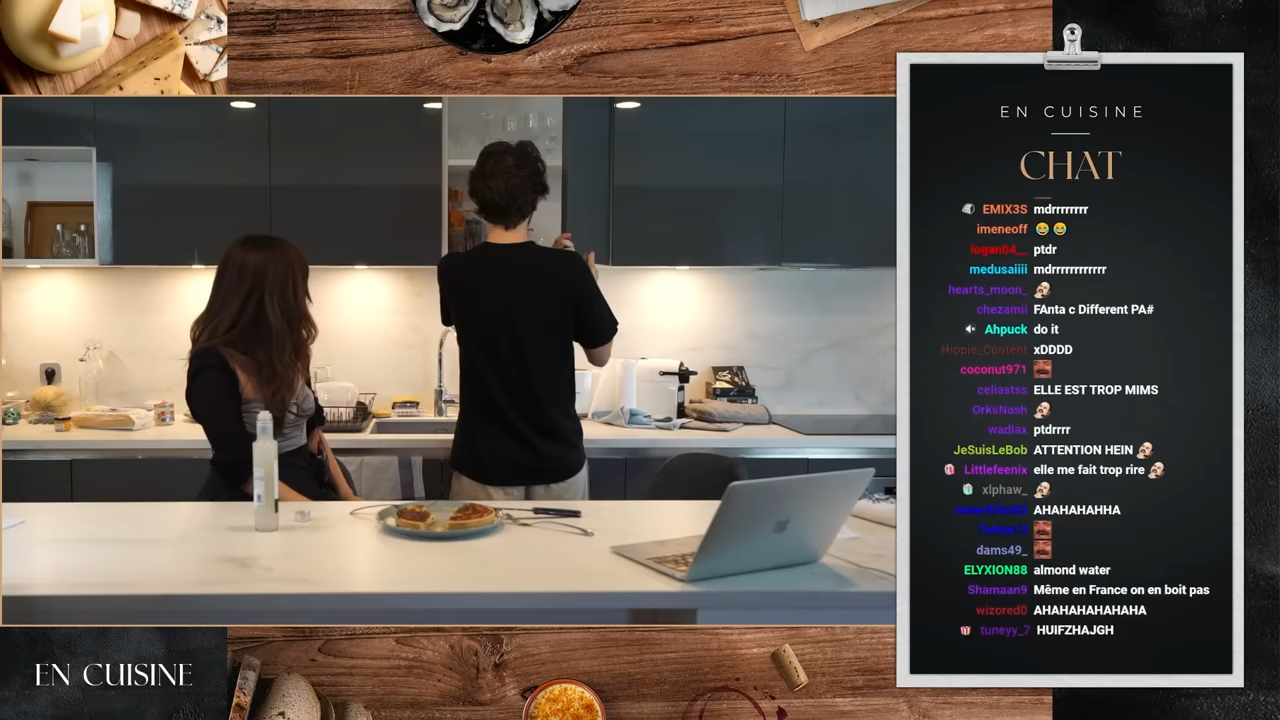 EN CUISINE
CHAT
EMIX3S mdrrrrrrrr
imeneoff 😂 😂
logan04__ ptdr
medusaiiii mdrrrrrrrrrrr
hearts_moon_
chezamii FAnta c Different PA#
Ahpuck do it
Hippie_Content xDDDD
coconut971
celiastss ELLE EST TROP MIMS
OrksNash
wadlax ptdrrrr
JeSuisLeBob ATTENTION HEIN
Littlefeenix elle me fait trop rire
xlphaw_
AHAHAHAHHA
dams49_
ELYXION88 almond water
Shamaan9 Même en France on en boit pas
wizored0 AHAHAHAHAHAHA
tuneyy_7 HUIFZHAJGH
EN CUISINE